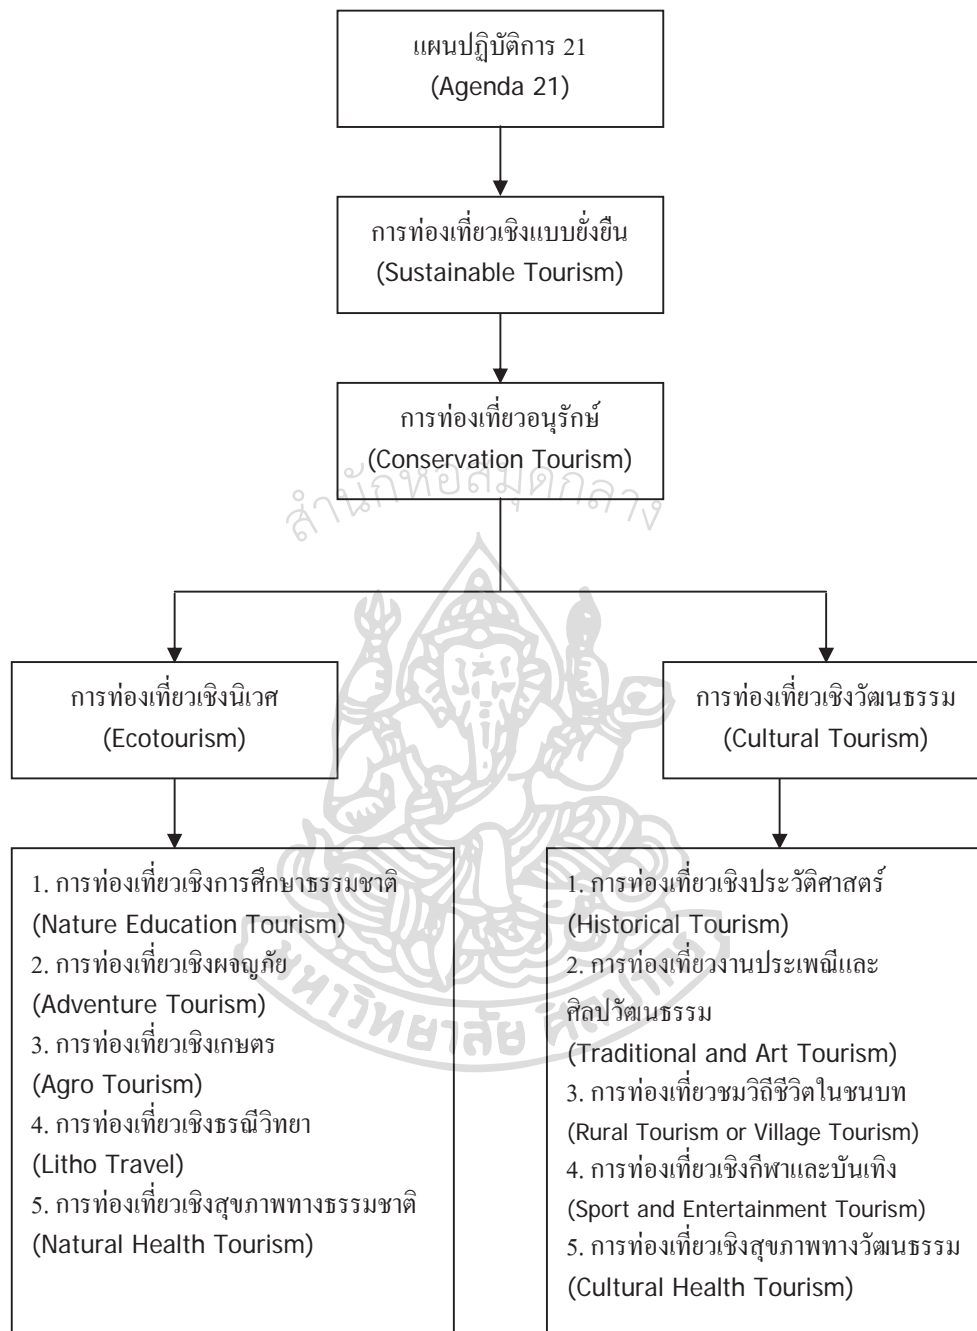 แผนปฏิบัติการ 21
(Agenda 21)
การท่องเที่ยวเชิงแบบยั่งยืน
(Sustainable Tourism)
การท่องเที่ยวอนุรักษ์
(Conservation Tourism)
สำนักหอสมุดกลาง
การท่องเที่ยวเชิงนิเวศ
(Ecotourism)
การท่องเที่ยวเชิงวัฒนธรรม
(Cultural Tourism)
1. การท่องเที่ยวเชิงการศึกษาธรรมชาติ
(Nature Education Tourism)
2. การท่องเที่ยวเชิงผจญภัย
(Adventure Tourism)
3. การท่องเที่ยวเชิงเกษตร
(Agro Tourism)
4. การท่องเที่ยวเชิงธรณีวิทยา
(Litho Travel)
5. การท่องเที่ยวเชิงสุขภาพทางธรรมชาติ
(Natural Health Tourism)
1. การท่องเที่ยวเชิงประวัติศาสตร์
(Historical Tourism)
2. การท่องเที่ยวงานประเพณีและ
ศิลปวัฒนธรรม
(Traditional and Art Tourism)
3. การท่องเที่ยวชมวิถีชีวิตในชนบท
(Rural Tourism or Village Tourism)
4. การท่องเที่ยวเชิงกีฬาและบันเทิง
(Sport and Entertainment Tourism)
5. การท่องเที่ยวเชิงสุขภาพทางวัฒนธรรม
(Cultural Health Tourism)
มหาวิทยาลัย ศิลปากร